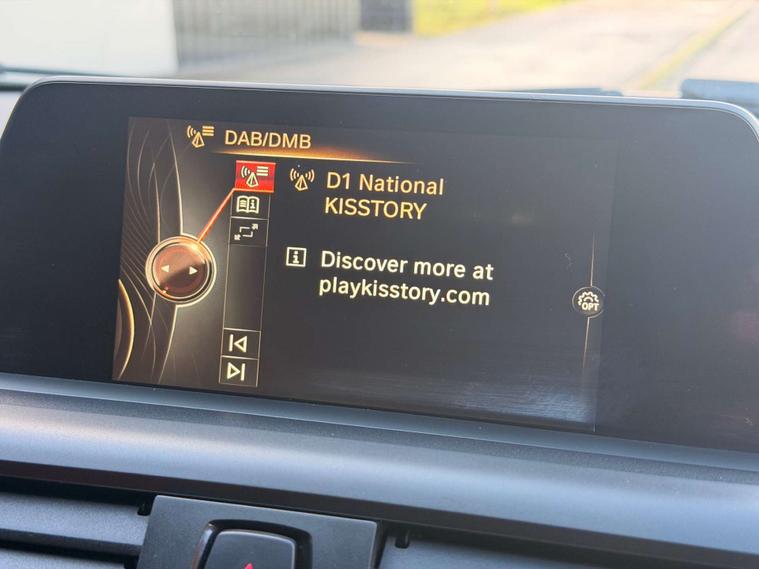 DAB/DMB
D1 National
KISSTORY
Discover more at
playkisstory.com
OPT